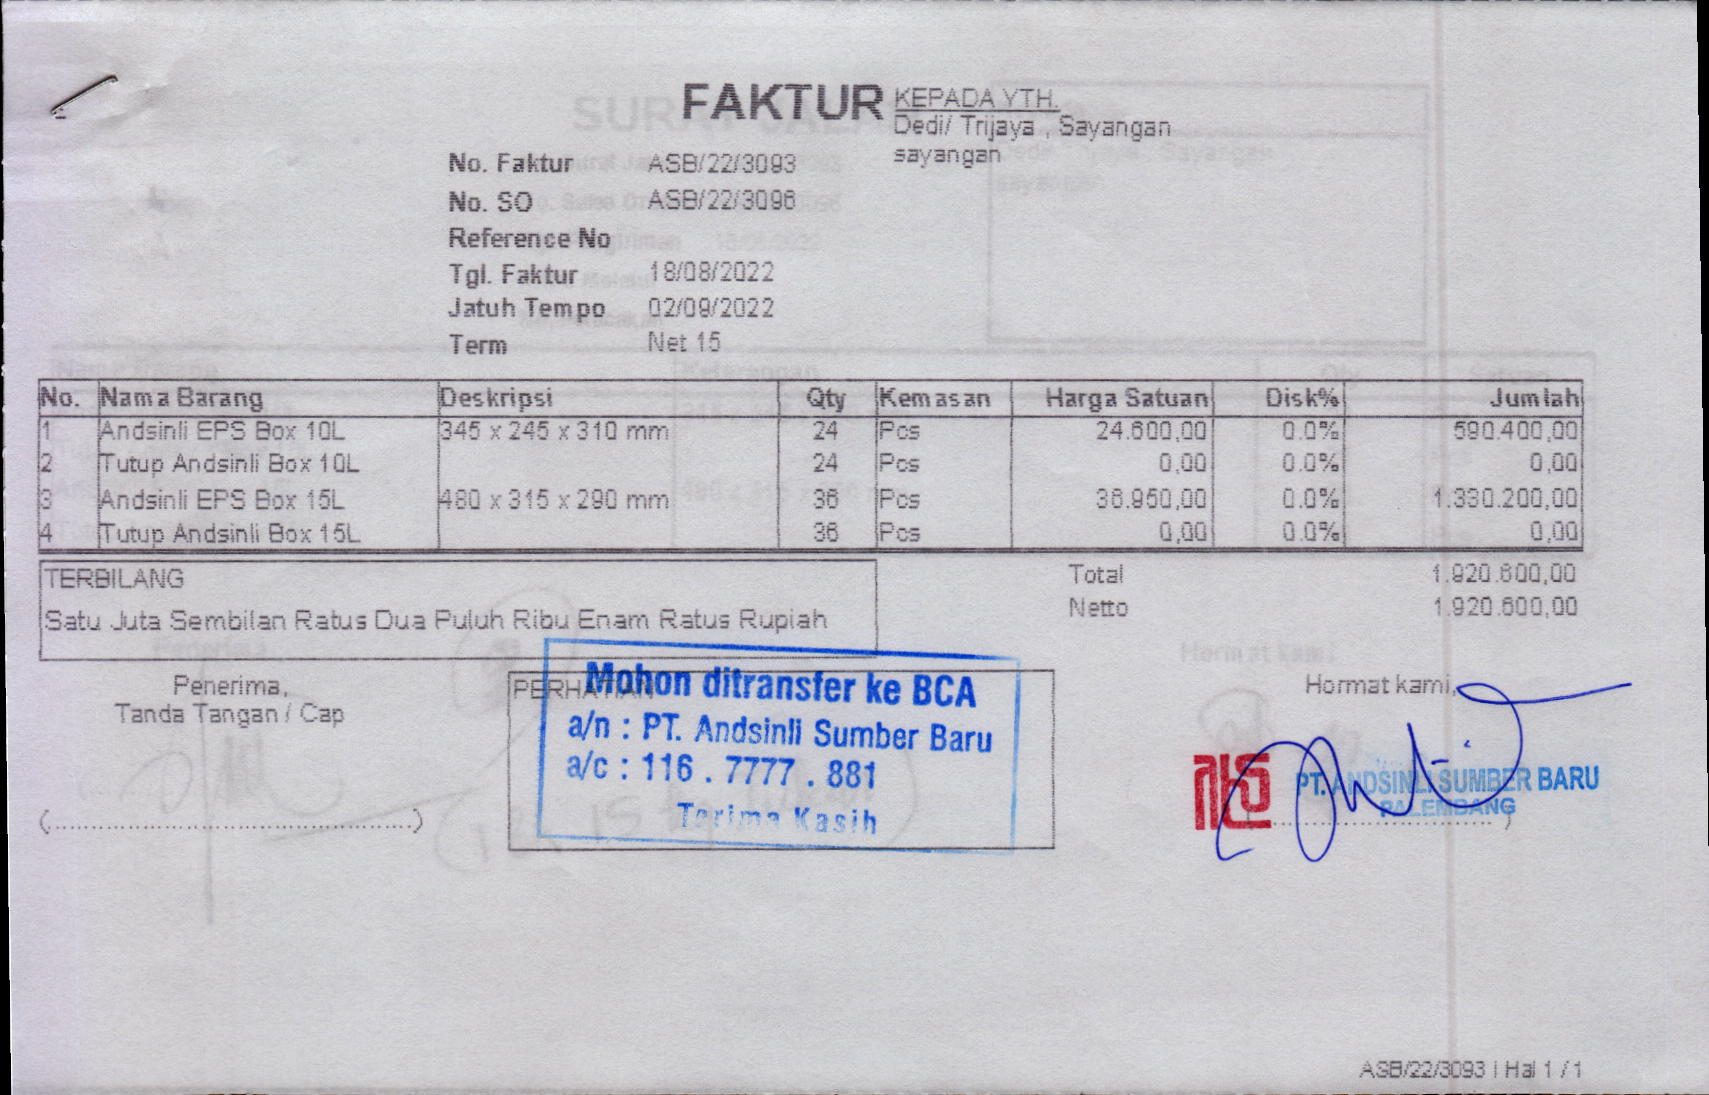 FAKTUR
KEPADA YTH.
Dedi/ Trijaya , Sayangan
sayangan
No. Faktur ASB/22/3093
No. SO ASB/22/3096
Reference No
Tgl. Faktur 18/08/2022
Jatuh Tempo 02/09/2022
Term Net 15
No. Nama Barang Deskripsi Qty Kemasan Harga Satuan Disk% Jumlah
1 Andsinli EPS Box 10L 345 x 245 x 310 mm 24 Pcs 24.600,00 0.0% 590.400,00
2 Tutup Andsinli Box 10L 24 Pcs 0,00 0.0% 0,00
3 Andsinli EPS Box 15L 480 x 315 x 290 mm 36 Pcs 36.950,00 0.0% 1.330.200,00
4 Tutup Andsinli Box 15L 36 Pcs 0,00 0.0% 0,00
TERBILANG
Satu Juta Sembilan Ratus Dua Puluh Ribu Enam Ratus Rupiah
Total 1.920.600,00
Netto 1.920.600,00
Penerima,
Tanda Tangan / Cap
(............................................)
PERHATIAN
Mohon ditransfer ke BCA
a/n : PT. Andsinli Sumber Baru
a/c : 116 . 7777 . 881
Terima Kasih
Hormat kami,
PT. ANDSINLI SUMBER BARU
PALEMBANG
ASB/22/3093 | Hal 1 / 1